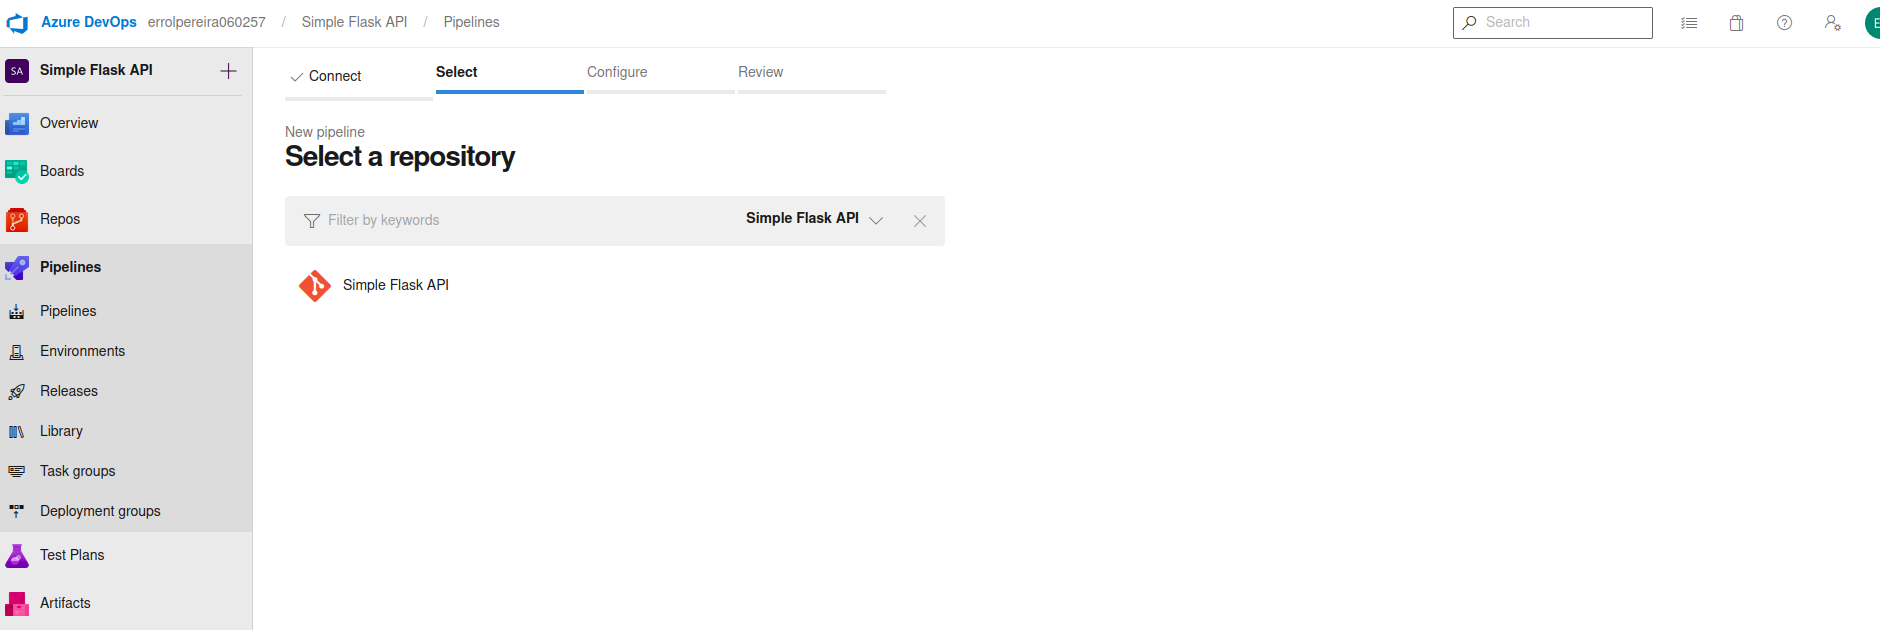 Azure DevOps errolpereira060257 / Simple Flask API / Pipelines
Search
E
SA Simple Flask API
Overview
Boards
Repos
Pipelines
Pipelines
Environments
Releases
Library
Task groups
Deployment groups
Test Plans
Artifacts
Connect Select Configure Review
New pipeline
Select a repository
Filter by keywords Simple Flask API
Simple Flask API